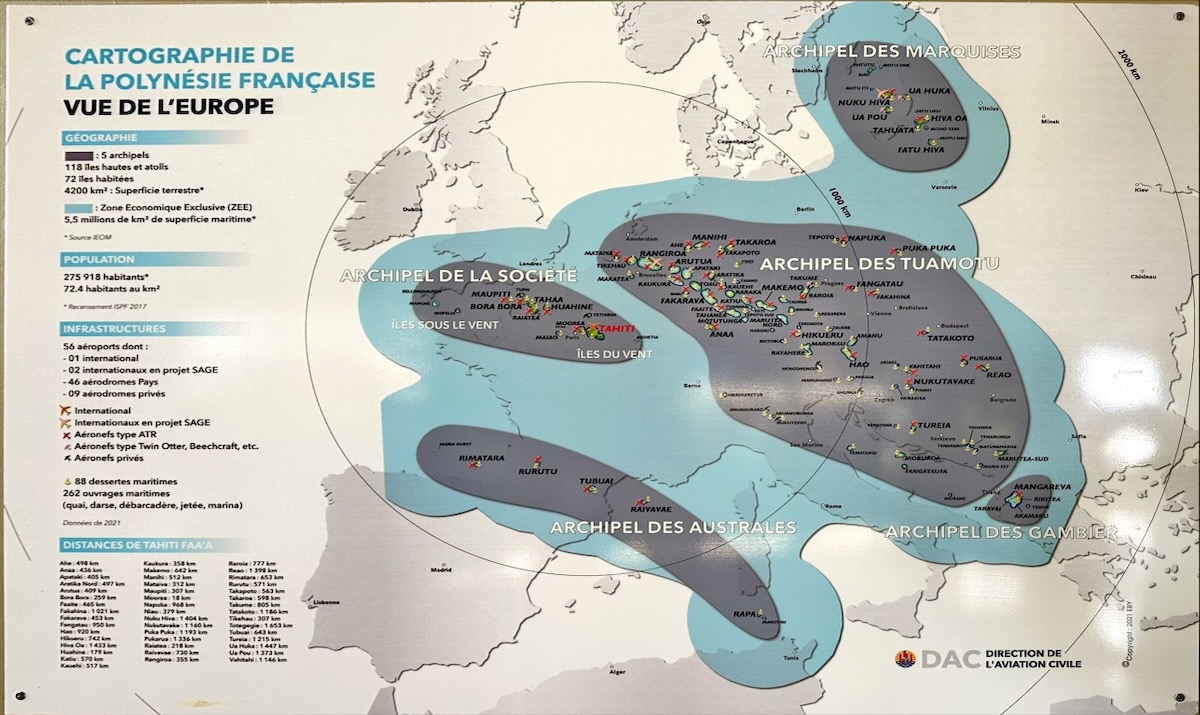 CARTOGRAPHIE DE
LA POLYNÉSIE FRANÇAISE
VUE DE L'EUROPE
GÉOGRAPHIE
: 5 archipels
118 îles hautes et atolls
72 îles habitées
4200 km² : Superficie terrestre*
: Zone Economique Exclusive (ZEE)
5,5 millions de km² de superficie maritime*
* Source IEOM
POPULATION
275 918 habitants*
72.4 habitants au km²
* Recensement ISPF 2017
INFRASTRUCTURES
56 aéroports dont :
- 01 international
- 02 internationaux en projet SAGE
- 46 aérodromes Pays
- 09 aérodromes privés
International
Internationaux en projet SAGE
Aéronefs type ATR
Aéronefs type Twin Otter, Beechcraft, etc.
Aéronefs privés
88 dessertes maritimes
262 ouvrages maritimes
(quai, darse, débarcadère, jetée, marina)
Données de 2021
DISTANCES DE TAHITI FAA'A
Ahe : 498 km
Anaa : 436 km
Apataki : 405 km
Aratika Nord : 497 km
Arutua : 409 km
Bora Bora : 259 km
Faaite : 465 km
Fakahina : 1 021 km
Fakarava : 453 km
Fangatau : 950 km
Hao : 920 km
Hikueru : 742 km
Hiva Oa : 1 433 km
Huahine : 179 km
Katiu : 570 km
Kauehi : 517 km
Kaukura : 358 km
Makemo : 642 km
Manihi : 512 km
Mataiva : 312 km
Maupiti : 307 km
Moorea : 18 km
Napuka : 968 km
Niau : 379 km
Nuku Hiva : 1 404 km
Nukutavake : 1 160 km
Puka Puka : 1 193 km
Pukarua : 1 336 km
Raiatea : 218 km
Raivavae : 730 km
Rangiroa : 355 km
Raroia : 777 km
Reao : 1 398 km
Rimatara : 653 km
Rurutu : 571 km
Takapoto : 563 km
Takaroa : 598 km
Takume : 805 km
Tatakoto : 1 186 km
Tikehau : 307 km
Totegegie : 1 653 km
Tubuai : 643 km
Tureia : 1 215 km
Ua Huka : 1 447 km
Ua Pou : 1 373 km
Vahitahi : 1 146 km
ARCHIPEL DES MARQUISES
UA HUKA
NUKU HIVA
UA POU
HIVA OA
TAHUATA
FATU HIVA
Oslo
Stockholm
Vilnius
Minsk
Copenhague
Varsovie
Kiev
Dublin
Berlin
1000 km
2000 km
Amsterdam
Londres
Bruxelles
ARCHIPEL DE LA SOCIÉTÉ
BELLINGHAUSEN
MAUPITI
BORA BORA
TAHAA
HUAHINE
RAIATEA
TETIAROA
MOOREA
TAHITI
MAIAO
Paris
MEHETIA
ÎLES SOUS LE VENT
ÎLES DU VENT
ARCHIPEL DES TUAMOTU
MATAIVA
TIKEHAU
MAKATEA
RANGIROA
AHE
MANIHI
TAKAROA
TAKAPOTO
ARUTUA
APATAKI
ARATIKA
KAUKURA
TOAU
KAUEHI
RARAKA
FAKARAVA
KATIU
FAAITE
TAHANEA
MOTUTUNGA
ANAA
MAKEMO
TAKUME
RAROIA
MARUTEA
NORD
TEPOTO
NAPUKA
PUKA PUKA
FANGATAU
FAKAHINA
Prague
Vienne
Bratislava
Budapest
Chisinau
HIKUERU
MAROKAU
RAVAHERE
AMANU
HAO
TATAKOTO
PUKARUA
REAO
VAHITAHI
NUKUTAVAKE
Berne
Zagreb
Belgrade
San Marino
Sarajevo
Sofia
TUREIA
TEMATANGI
MORUROA
FANGATAUFA
MARUTEA-SUD
Tirana
MORANE
ARCHIPEL DES GAMBIER
MANGAREVA
RIKITEA
TARAVAI
AKAMARU
ARCHIPEL DES AUSTRALES
MARIA OUEST
RIMATARA
RURUTU
TUBUAI
RAIVAVAE
RAPA
MAROTIRI
Rome
Madrid
Lisbonne
Alger
Tunis
DAC
DIRECTION DE
L'AVIATION CIVILE
©Copyright - 2021 EBY